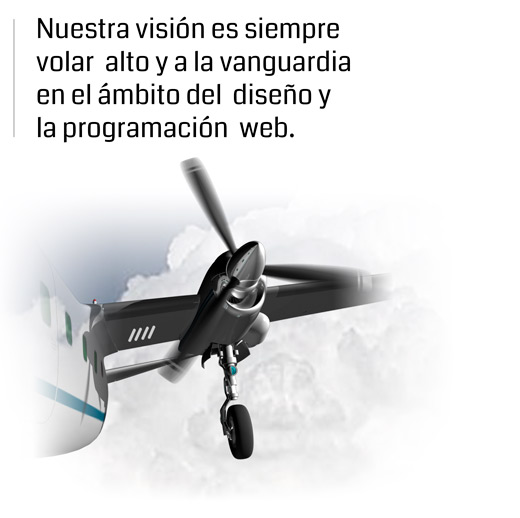 Nuestra visión es siempre
volar alto y a la vanguardia
en el ámbito del diseño y
la programación web.